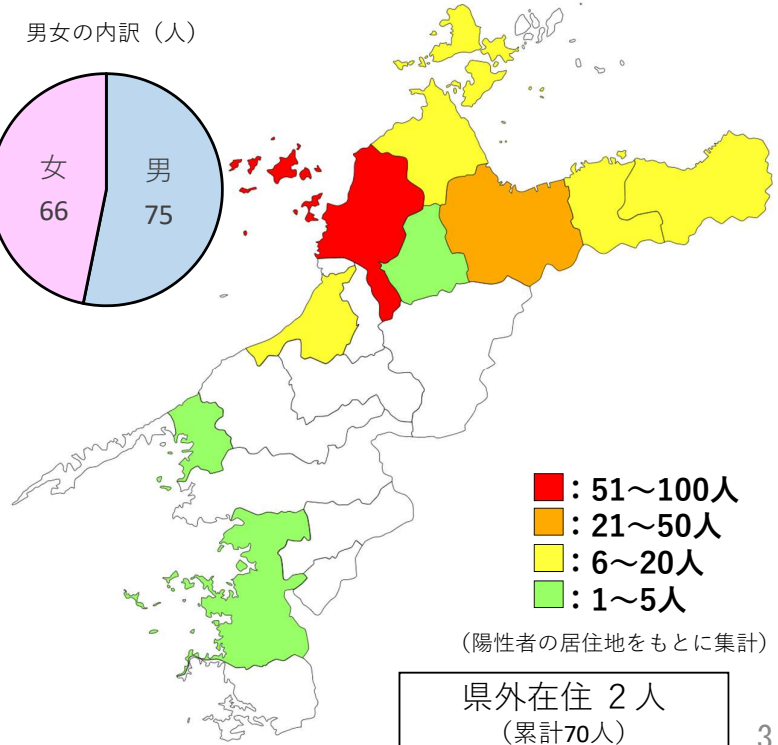 男女の内訳（人）
女
66
男
75
：51～100人
：21～50人
：6～20人
：1～5人
（陽性者の居住地をもとに集計）
県外在住 2人
（累計70人）
3